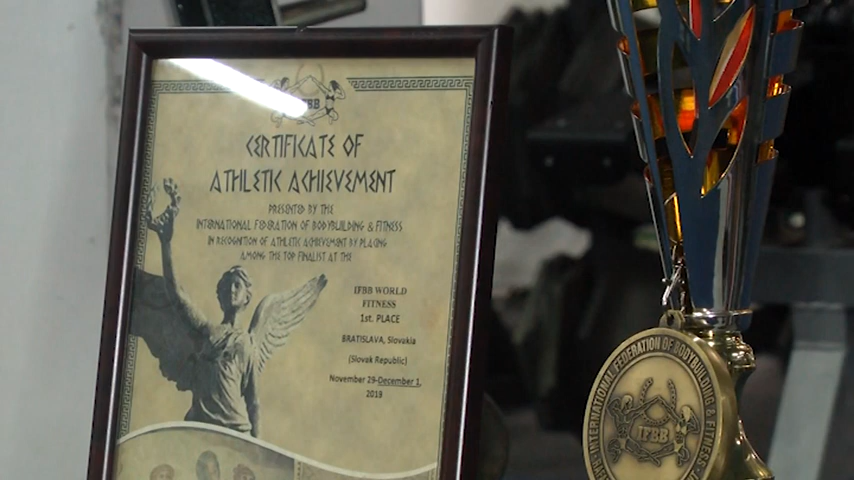 IFBB
CERTIFICATE OF
ATHLETIC ACHIEVEMENT
PRESENTED BY THE
INTERNATIONAL FEDERATION OF BODYBUILDING & FITNESS
IN RECOGNITION OF ATHLETIC ACHIEVEMENT BY PLACING
AMONG THE TOP FINALIST AT THE
IFBB WORLD
FITNESS
1st. PLACE
BRATISLAVA, Slovakia
(Slovak Republic)
November 29-December 1,
2019
INTERNATIONAL FEDERATION OF BODYBUILDING & FITNESS
IFBB